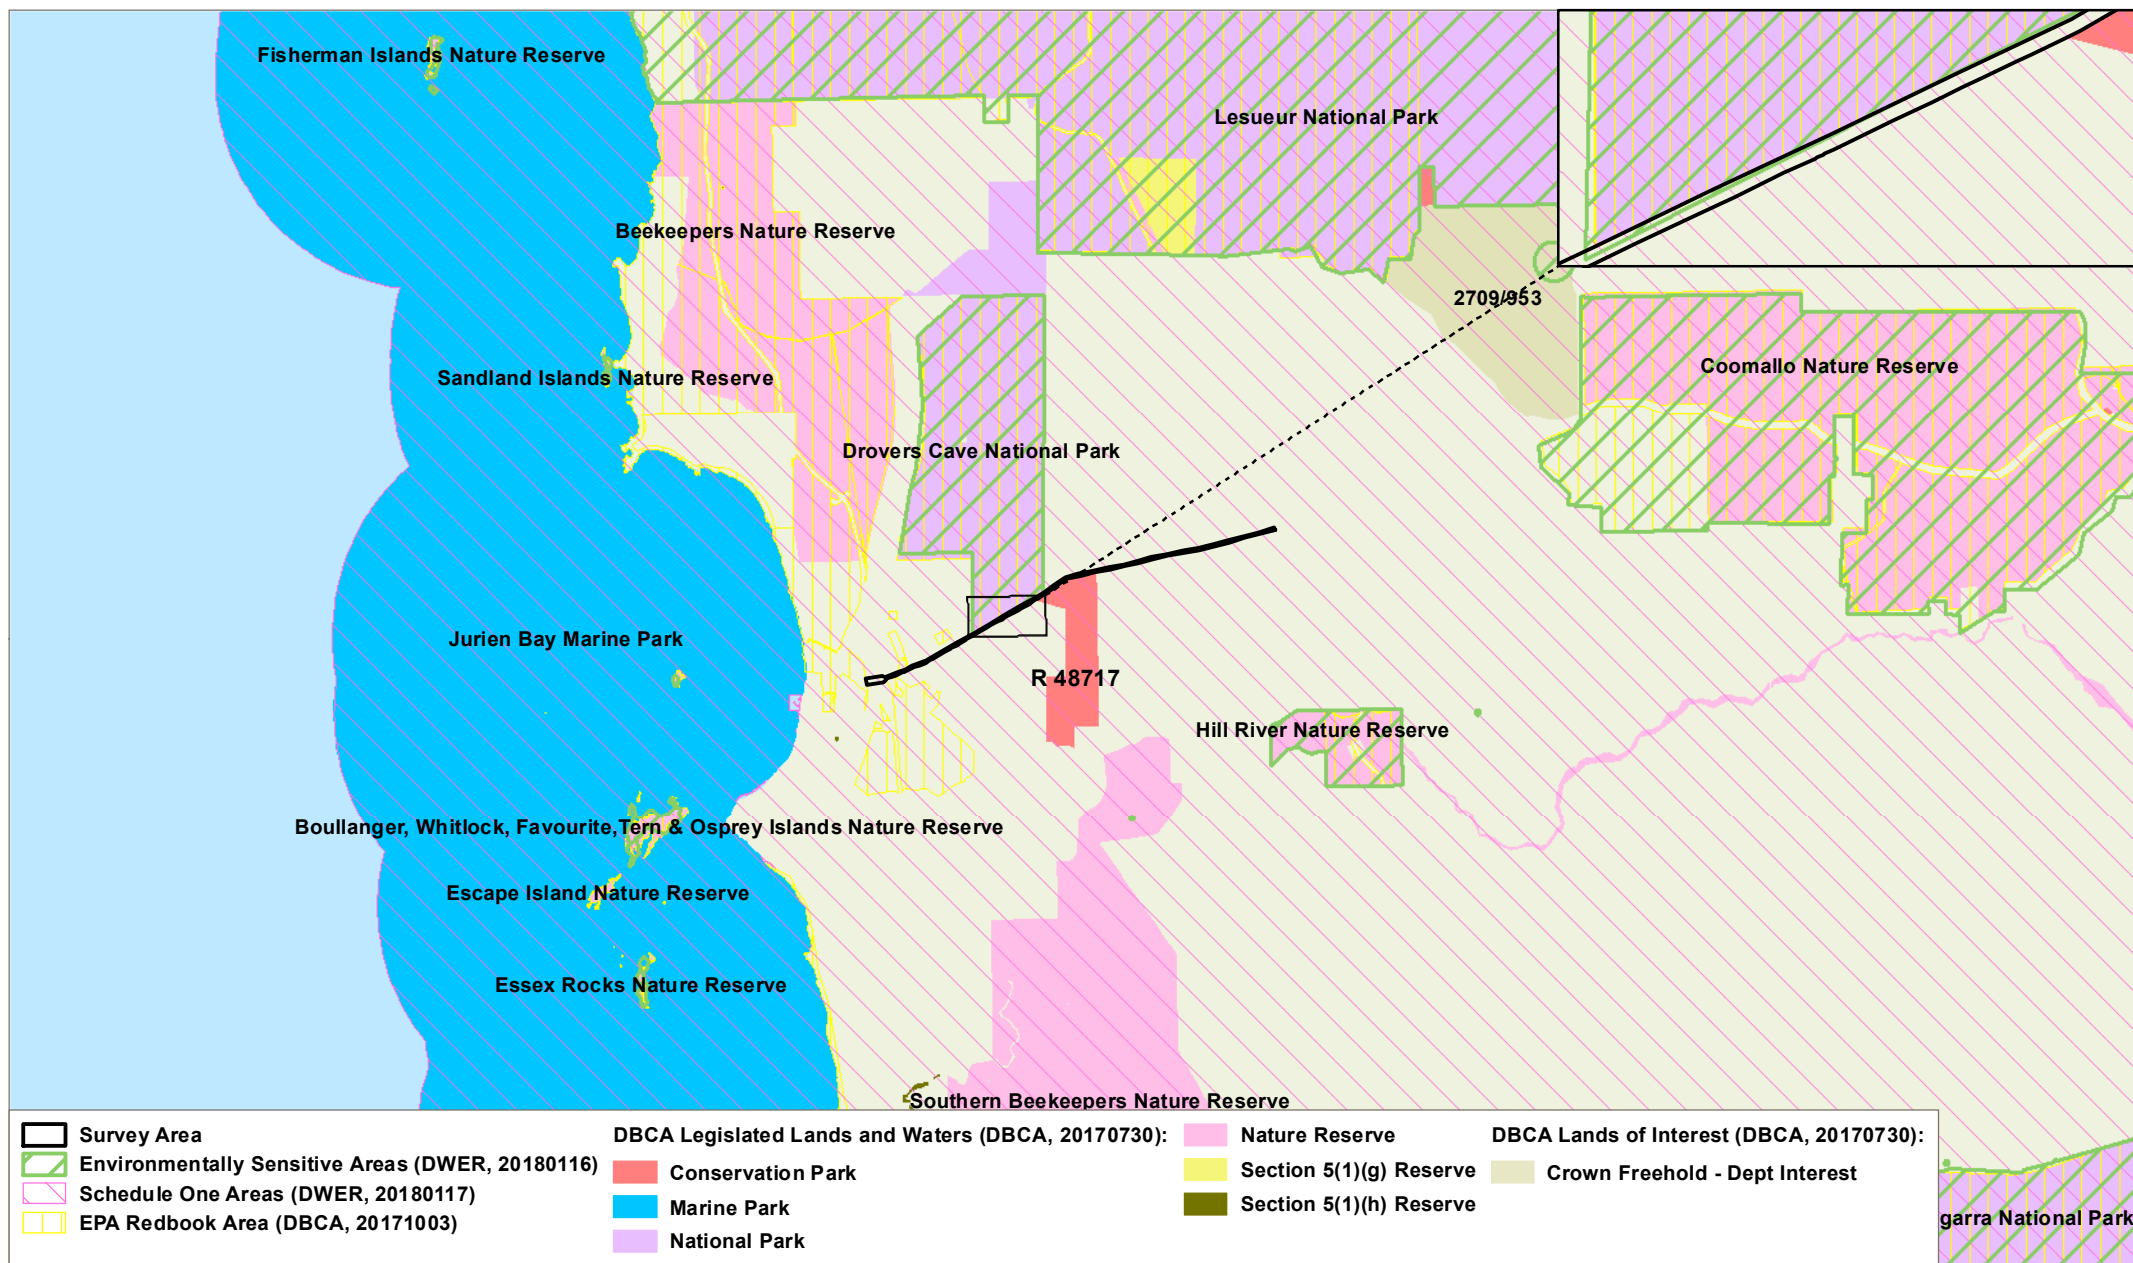 Fisherman Islands Nature Reserve
Lesueur National Park
Beekeepers Nature Reserve
2709/953
Coomallo Nature Reserve
Sandland Islands Nature Reserve
Drovers Cave National Park
Jurien Bay Marine Park
R 48717
Hill River Nature Reserve
Boullanger, Whitlock, Favourite,Tern & Osprey Islands Nature Reserve
Escape Island Nature Reserve
Essex Rocks Nature Reserve
Southern Beekeepers Nature Reserve
garra National Park
Survey Area
Environmentally Sensitive Areas (DWER, 20180116)
Schedule One Areas (DWER, 20180117)
EPA Redbook Area (DBCA, 20171003)
DBCA Legislated Lands and Waters (DBCA, 20170730):
Conservation Park
Marine Park
National Park
Nature Reserve
Section 5(1)(g) Reserve
Section 5(1)(h) Reserve
DBCA Lands of Interest (DBCA, 20170730):
Crown Freehold - Dept Interest